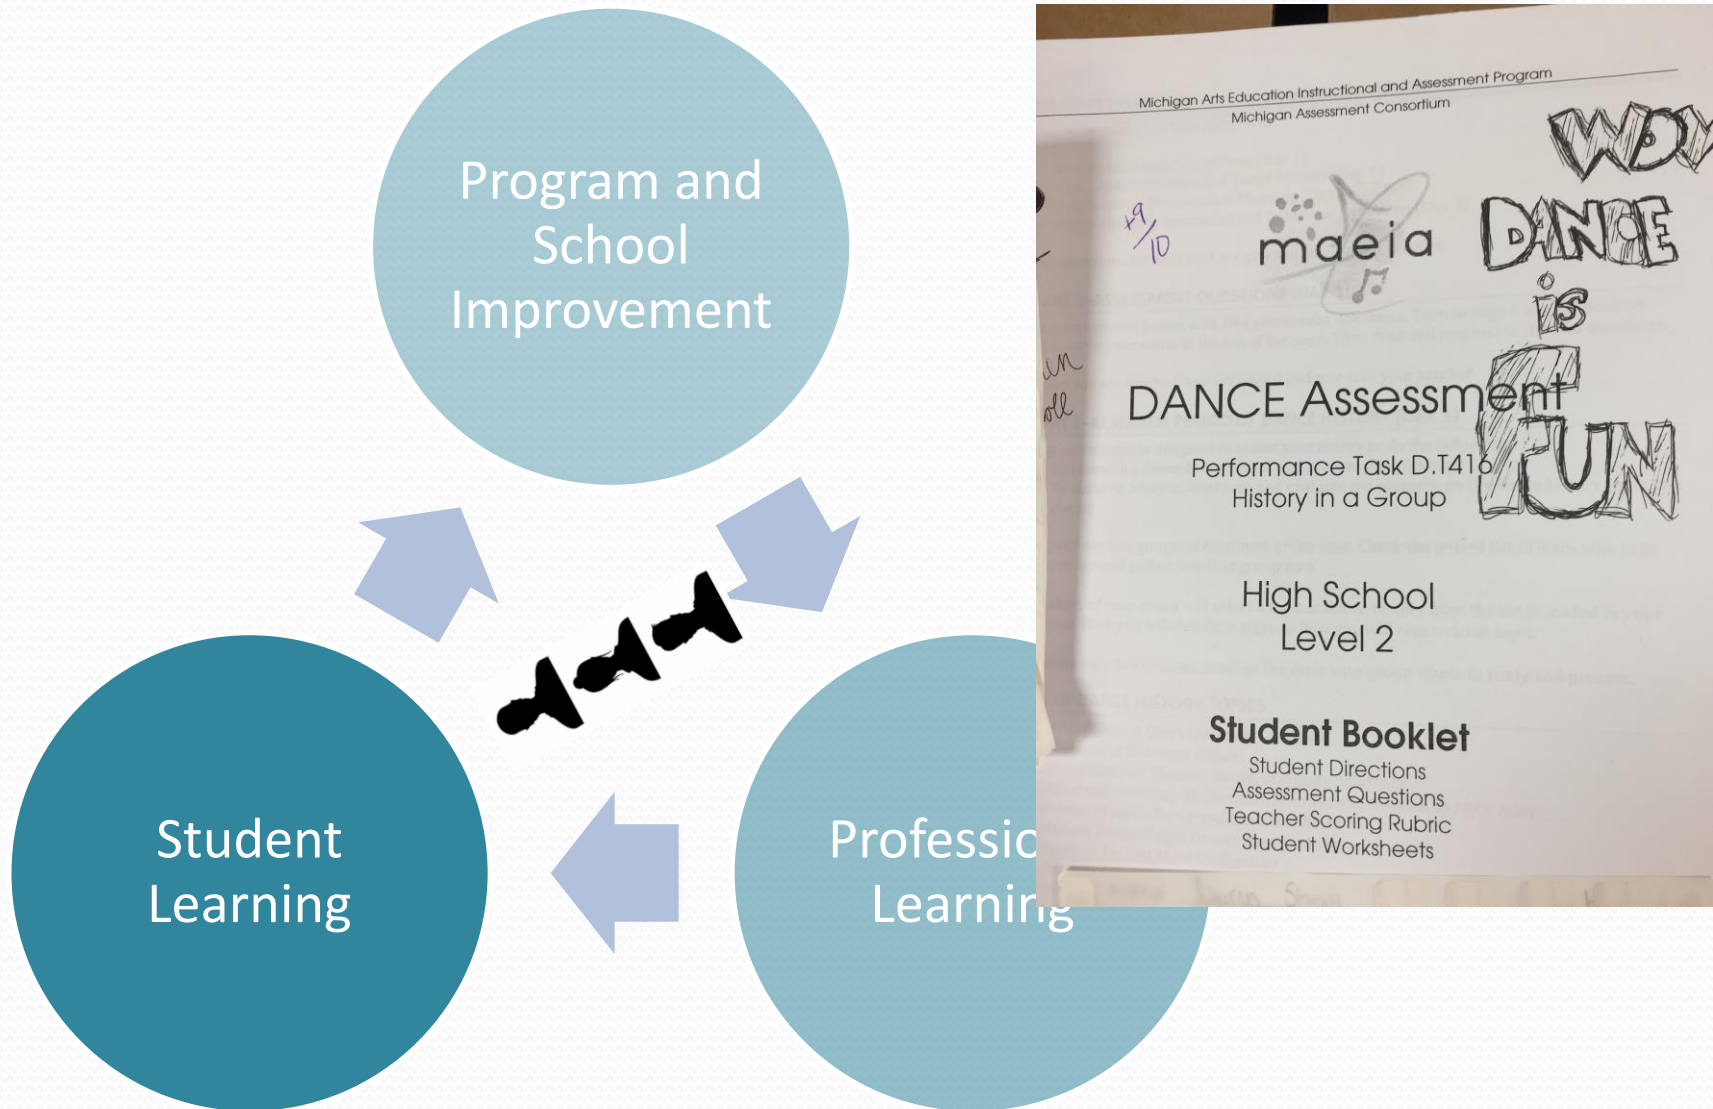 Program and
School
Improvement
Student
Learning
Learning
Michigan Arts Education Instructional and Assessment Program
Michigan Assessment Consortium
+9/10
maeia
DANCE
is
FUN
DANCE Assessment
Performance Task D.T416
History in a Group
High School
Level 2
Student Booklet
Student Directions
Assessment Questions
Teacher Scoring Rubric
Student Worksheets